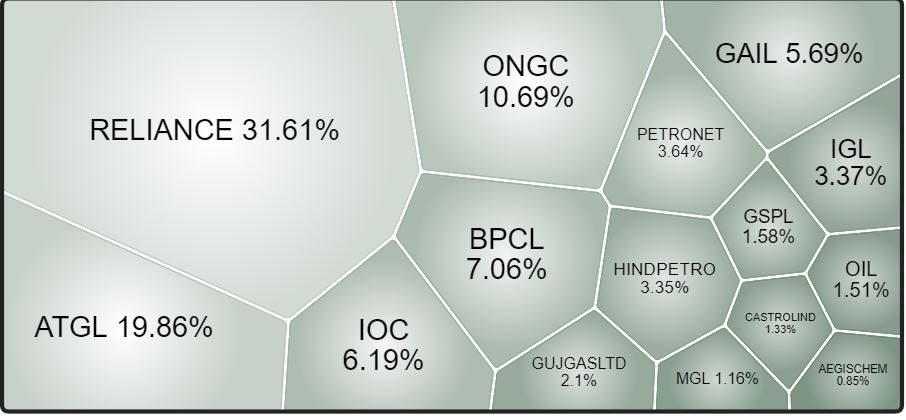 RELIANCE 31.61%
ONGC
10.69%
GAIL 5.69%
PETRONET
3.64%
IGL
3.37%
GSPL
1.58%
BPCL
7.06%
HINDPETRO
3.35%
OIL
1.51%
ATGL 19.86%
IOC
6.19%
CASTROLIND
1.33%
GUJGASLTD
2.1%
MGL 1.16%
AEGISCHEM
0.85%